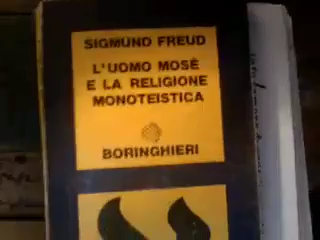 SIGMUND FREUD
L'UOMO MOSÈ
E LA RELIGIONE
MONOTEISTICA
BORINGHIERI